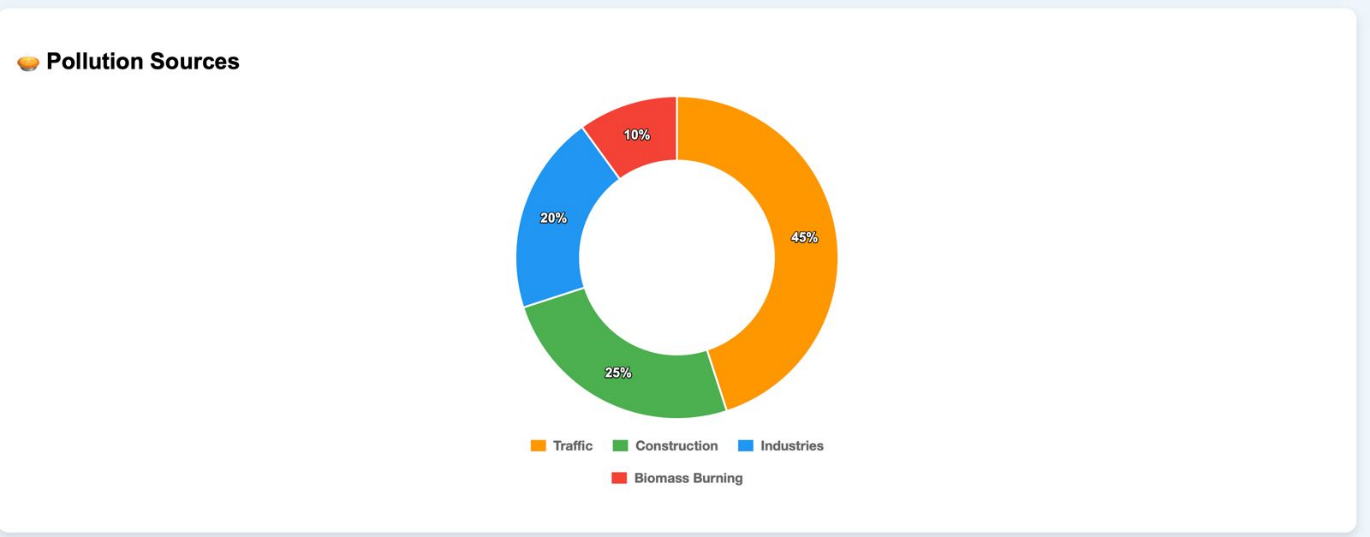 Pollution Sources
10%
20%
45%
25%
Traffic Construction Industries
Biomass Burning